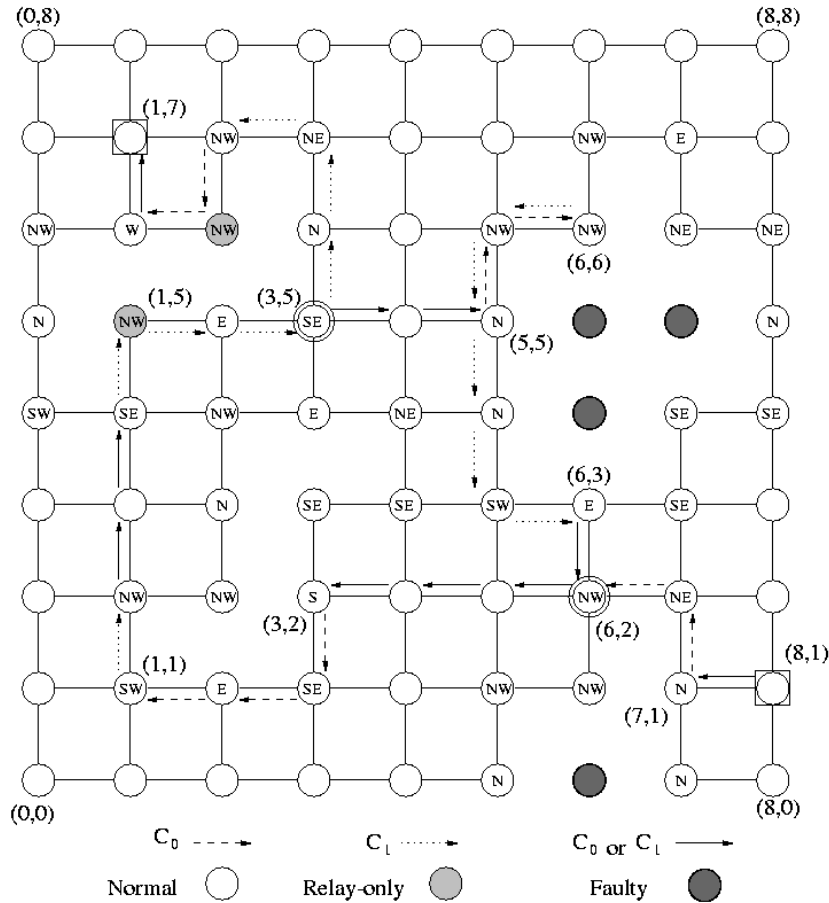 (0,8) (8,8)
(1,7)
NW NE NW E
NW W NW N NW NW NE NE
(6,6)
(1,5) (3,5)
N NW E SE N N
(5,5)
SW SE NW E NE N SE SE
(6,3)
N SE SE SW E SE
NW NW S NW NE
(3,2) (6,2)
(1,1) (8,1)
SW E SE NW NW N
(7,1)
N N
(0,0) (8,0)
C0 C1 C0 or C1
Normal Relay-only Faulty